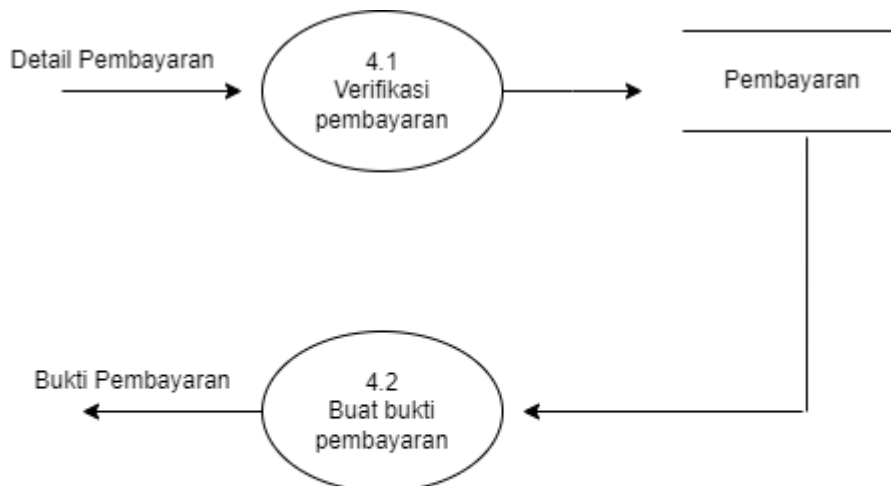 Detail Pembayaran
4.1
Verifikasi
pembayaran
Pembayaran
Bukti Pembayaran
4.2
Buat bukti
pembayaran